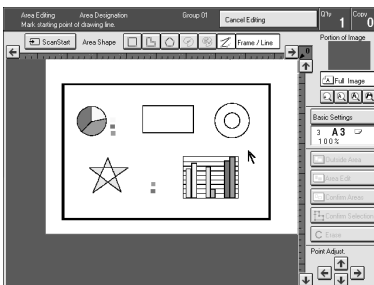 Area Editing Area Designation Group 01 Cancel Editing Q'ty 1 Copy 0
Mark starting point of drawing line.
ScanStart Area Shape Frame / Line Portion of Image
Full Image
Basic Settings
3 A3
100%
Outside Area
Area Edit
Confirm Areas
Confirm Selection
C Erase
Point Adjust.